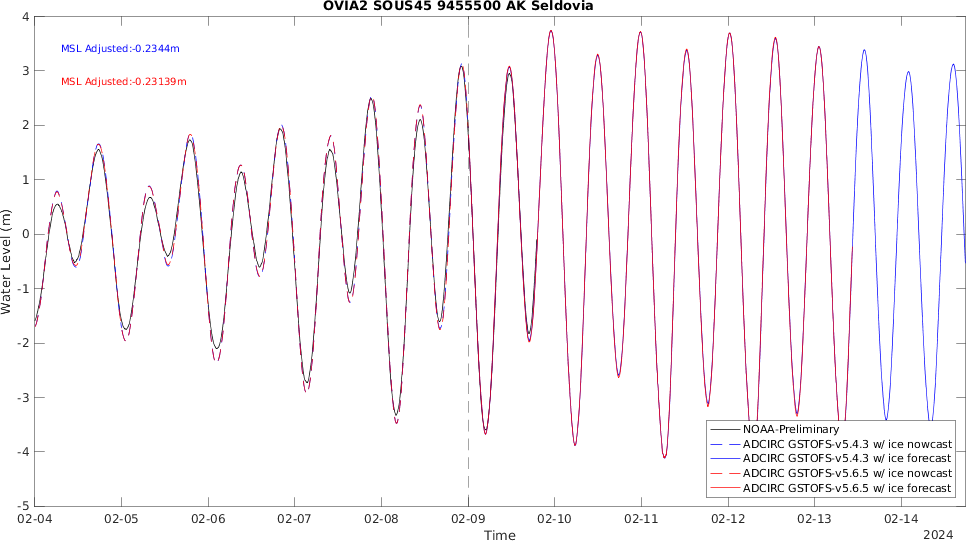 OVIA2 SOUS45 9455500 AK Seldovia
4
3
2
1
0
-1
-2
-3
-4
-5
Water Level (m)
MSL Adjusted:-0.2344m
MSL Adjusted:-0.23139m
NOAA-Preliminary
ADCIRC GSTOFS-v5.4.3 w/ ice nowcast
ADCIRC GSTOFS-v5.4.3 w/ ice forecast
ADCIRC GSTOFS-v5.6.5 w/ ice nowcast
ADCIRC GSTOFS-v5.6.5 w/ ice forecast
02-04 02-05 02-06 02-07 02-08 02-09 02-10 02-11 02-12 02-13 02-14
Time
2024